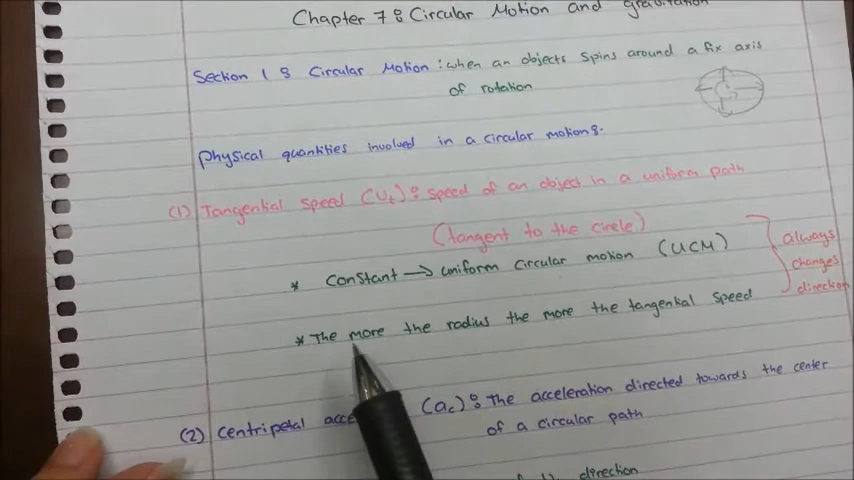 Chapter 7: Circular Motion and gravitation
Section 1: Circular Motion: when an objects spins around a fix axis
of rotation
Physical quantities involved in a circular motion:
(1) Tangential speed (Vt): speed of an object in a uniform path
(tangent to the circle)
* constant → uniform circular motion (UCM)
always
changes
direction
* The more the radius the more the tangential speed
(2) Centripetal acce (ac): The acceleration directed towards the center
of a circular path
direction